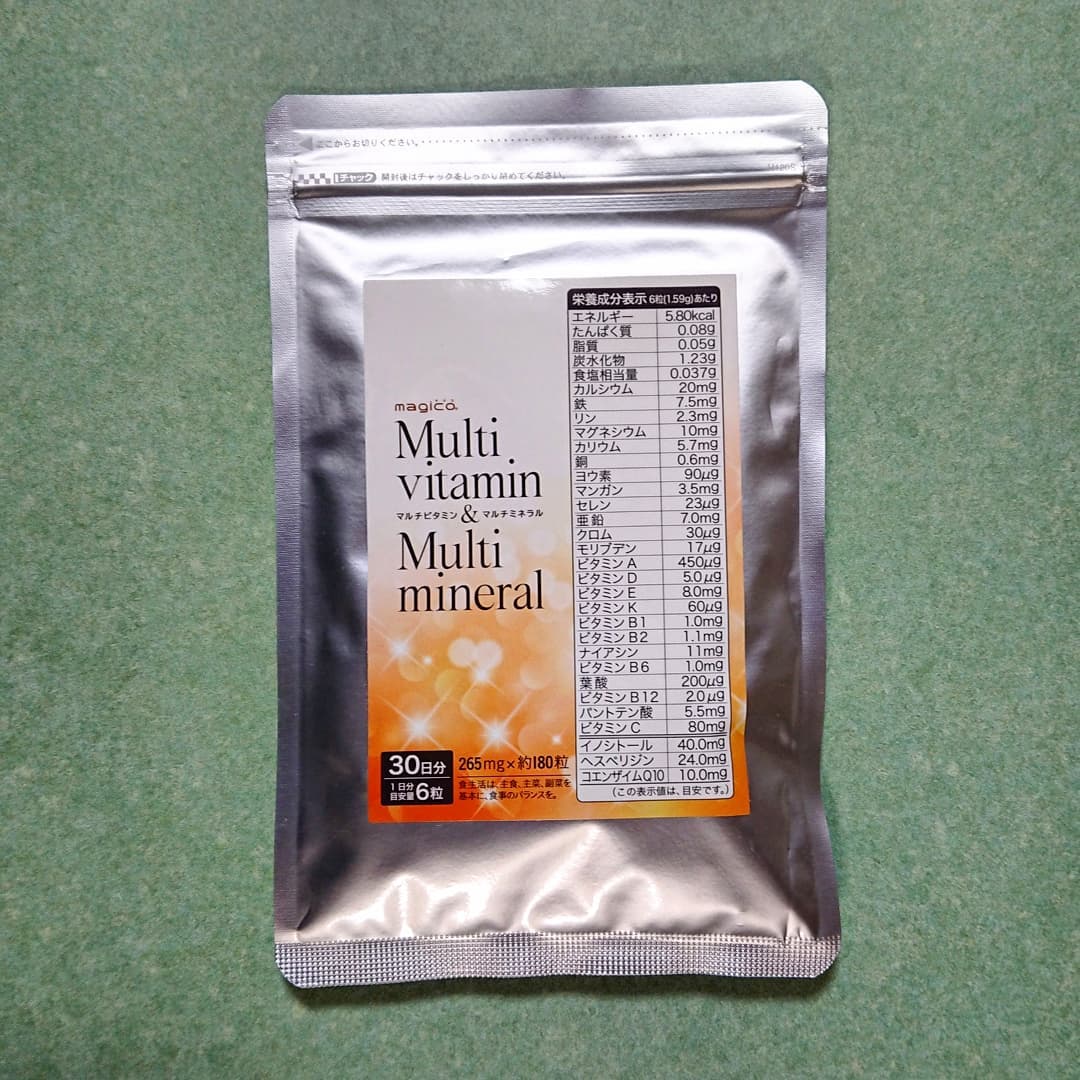 ここからお切りください。
チャック 開封後はチャックをしっかり留めてください。
magico
Multi
vitamin
マルチビタミン & マルチミネラル
Multi
mineral
30日分
1日分
目安量6粒
265mg×約180粒
食生活は、主食、主菜、副菜を
基本に、食事のバランスを。
栄養成分表示 6粒(1.59g)あたり
エネルギー 5.80kcal
たんぱく質 0.08g
脂質 0.05g
炭水化物 1.23g
食塩相当量 0.037g
カルシウム 20mg
鉄 7.5mg
リン 2.3mg
マグネシウム 10mg
カリウム 5.7mg
銅 0.6mg
ヨウ素 90μg
マンガン 3.5mg
セレン 23μg
亜鉛 7.0mg
クロム 30μg
モリブデン 17μg
ビタミンA 450μg
ビタミンD 5.0μg
ビタミンE 8.0mg
ビタミンK 60μg
ビタミンB1 1.0mg
ビタミンB2 1.1mg
ナイアシン 11mg
ビタミンB6 1.0mg
葉酸 200μg
ビタミンB12 2.0μg
パントテン酸 5.5mg
ビタミンC 80mg
イノシトール 40.0mg
ヘスペリジン 24.0mg
コエンザイムQ10 10.0mg
(この表示値は、目安です。)